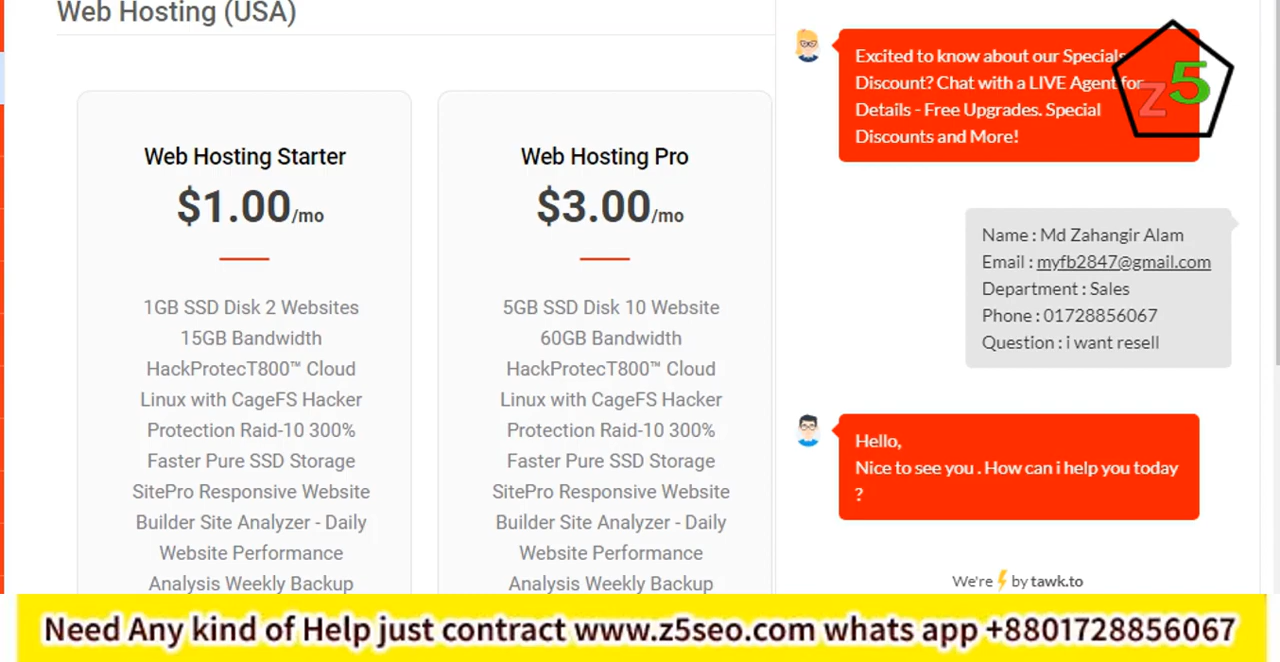 Web Hosting (USA)
Web Hosting Starter
$1.00/mo
1GB SSD Disk 2 Websites
15GB Bandwidth
HackProtecT800™ Cloud
Linux with CageFS Hacker
Protection Raid-10 300%
Faster Pure SSD Storage
SitePro Responsive Website
Builder Site Analyzer - Daily
Website Performance
Analysis Weekly Backup
Web Hosting Pro
$3.00/mo
5GB SSD Disk 10 Website
60GB Bandwidth
HackProtecT800™ Cloud
Linux with CageFS Hacker
Protection Raid-10 300%
Faster Pure SSD Storage
SitePro Responsive Website
Builder Site Analyzer - Daily
Website Performance
Analysis Weekly Backup
Excited to know about our Specials
Discount? Chat with a LIVE Agent for
Details - Free Upgrades. Special
Discounts and More!
z5
Name : Md Zahangir Alam
Email : myfb2847@gmail.com
Department : Sales
Phone : 01728856067
Question : i want resell
Hello,
Nice to see you . How can i help you today
?
We're by tawk.to
Need Any kind of Help just contract www.z5seo.com whats app +8801728856067